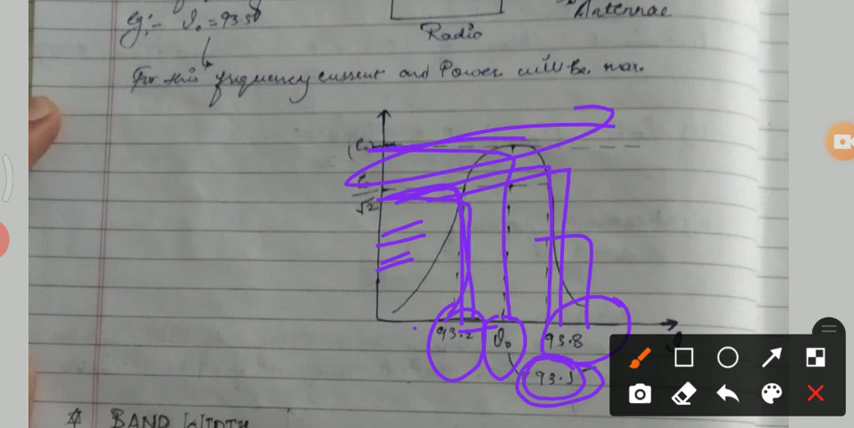 Antennae
eg:- ν₀ = 93.5
Radio
For this frequency current and Power will be max.
√2
93.2 ν₀ 93.8
93.5
☆ BAND WIDTH